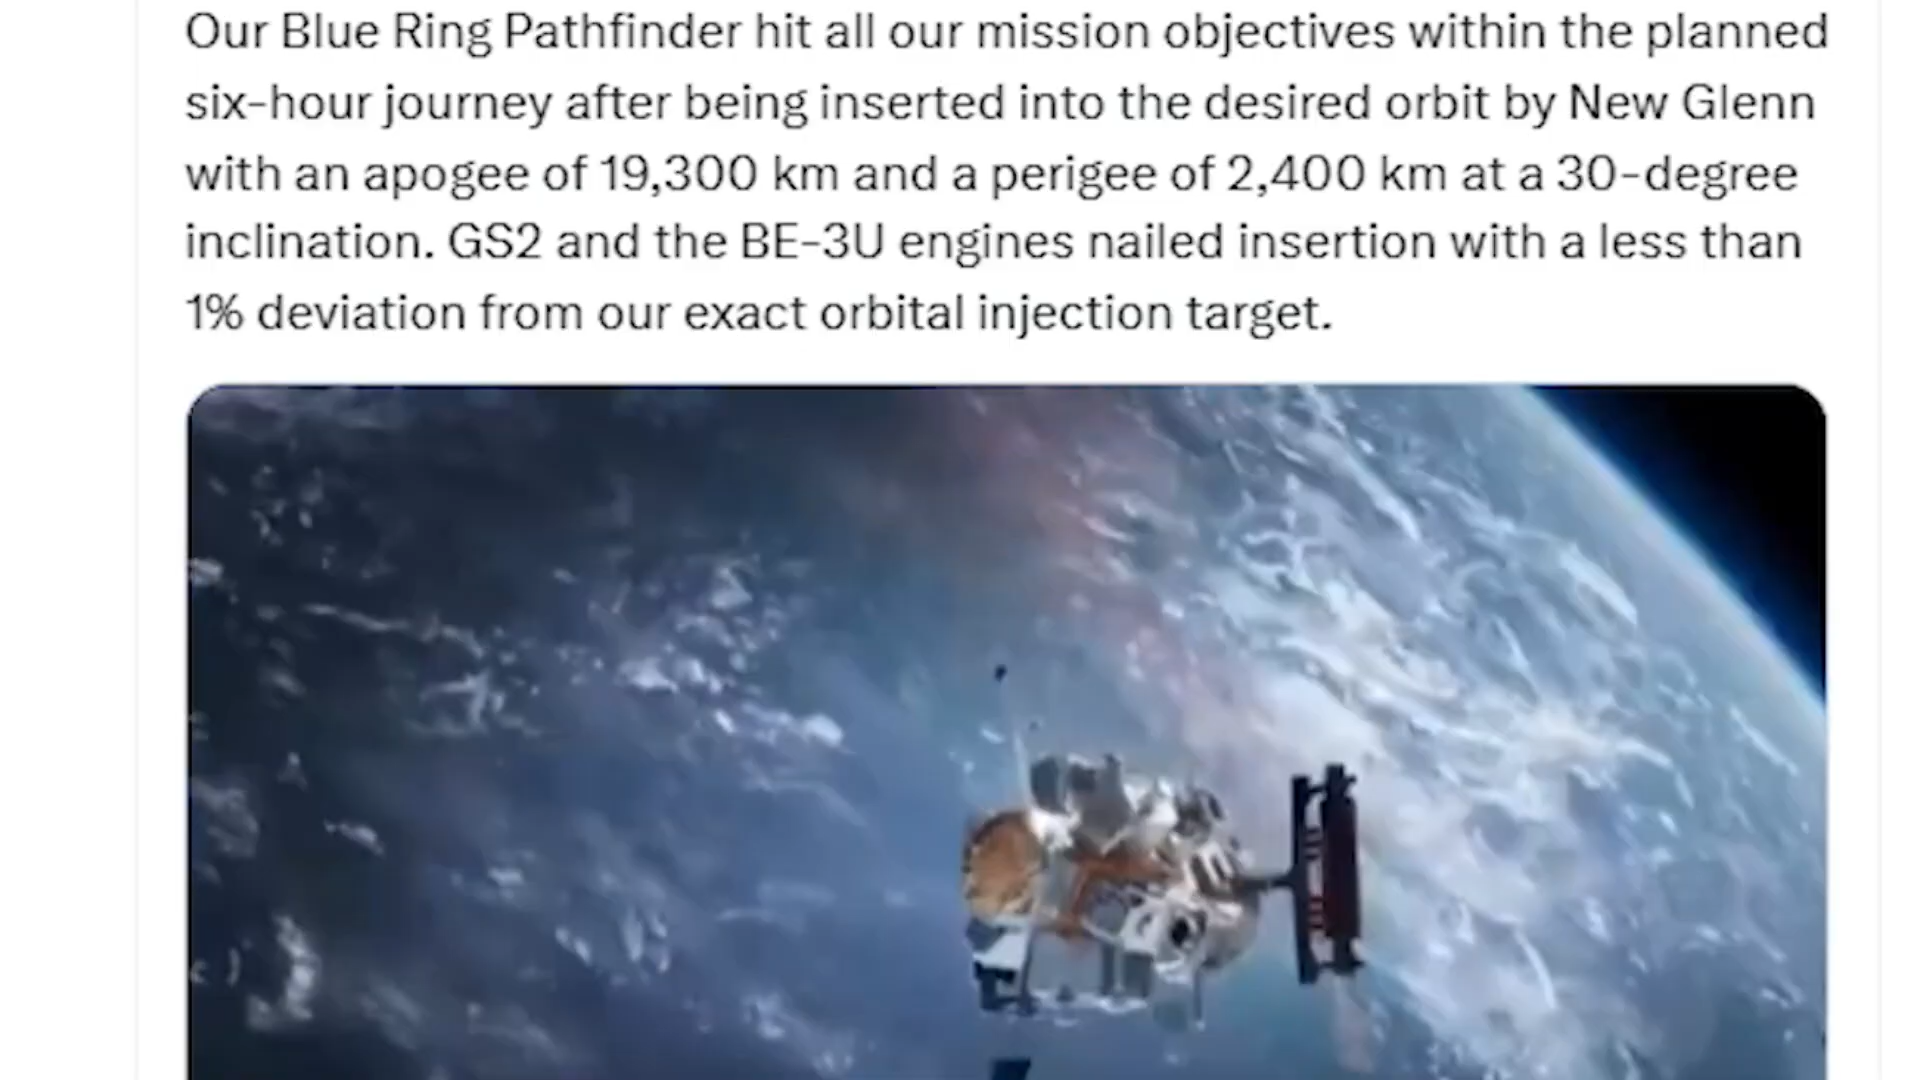 Our Blue Ring Pathfinder hit all our mission objectives within the planned
six-hour journey after being inserted into the desired orbit by New Glenn
with an apogee of 19,300 km and a perigee of 2,400 km at a 30-degree
inclination. GS2 and the BE-3U engines nailed insertion with a less than
1% deviation from our exact orbital injection target.